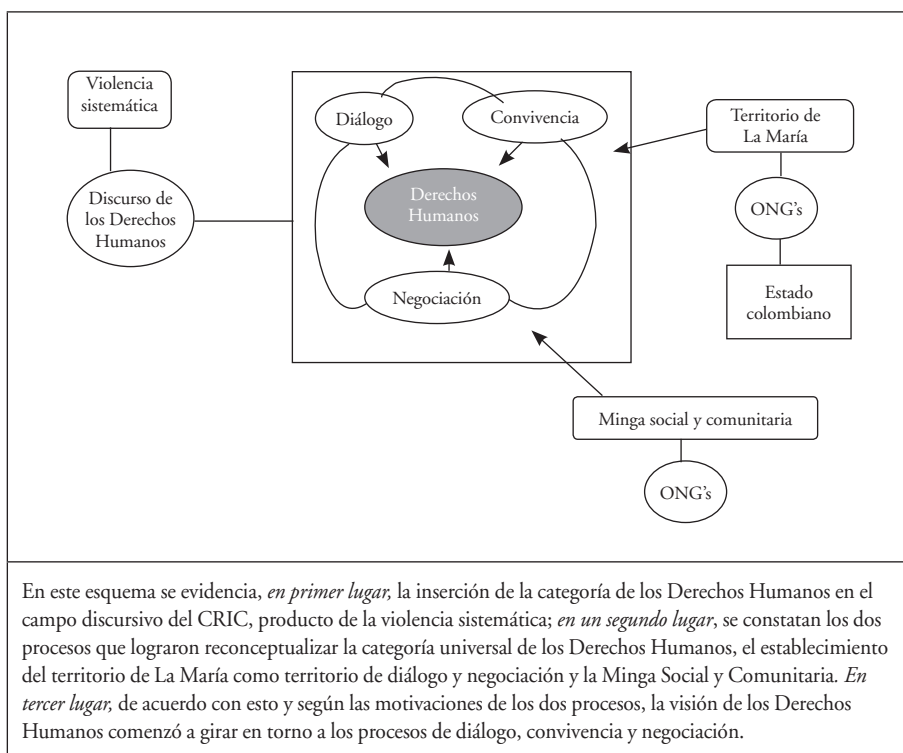 Violencia
sistemática
Diálogo
Convivencia
Territorio de
La María
Discurso de
los Derechos
Humanos
Derechos
Humanos
ONG's
Negociación
Estado
colombiano
Minga social y comunitaria
ONG's
En este esquema se evidencia, en primer lugar, la inserción de la categoría de los Derechos Humanos en el
campo discursivo del CRIC, producto de la violencia sistemática; en un segundo lugar, se constatan los dos
procesos que lograron reconceptualizar la categoría universal de los Derechos Humanos, el establecimiento
del territorio de La María como territorio de diálogo y negociación y la Minga Social y Comunitaria. En
tercer lugar, de acuerdo con esto y según las motivaciones de los dos procesos, la visión de los Derechos
Humanos comenzó a girar en torno a los procesos de diálogo, convivencia y negociación.